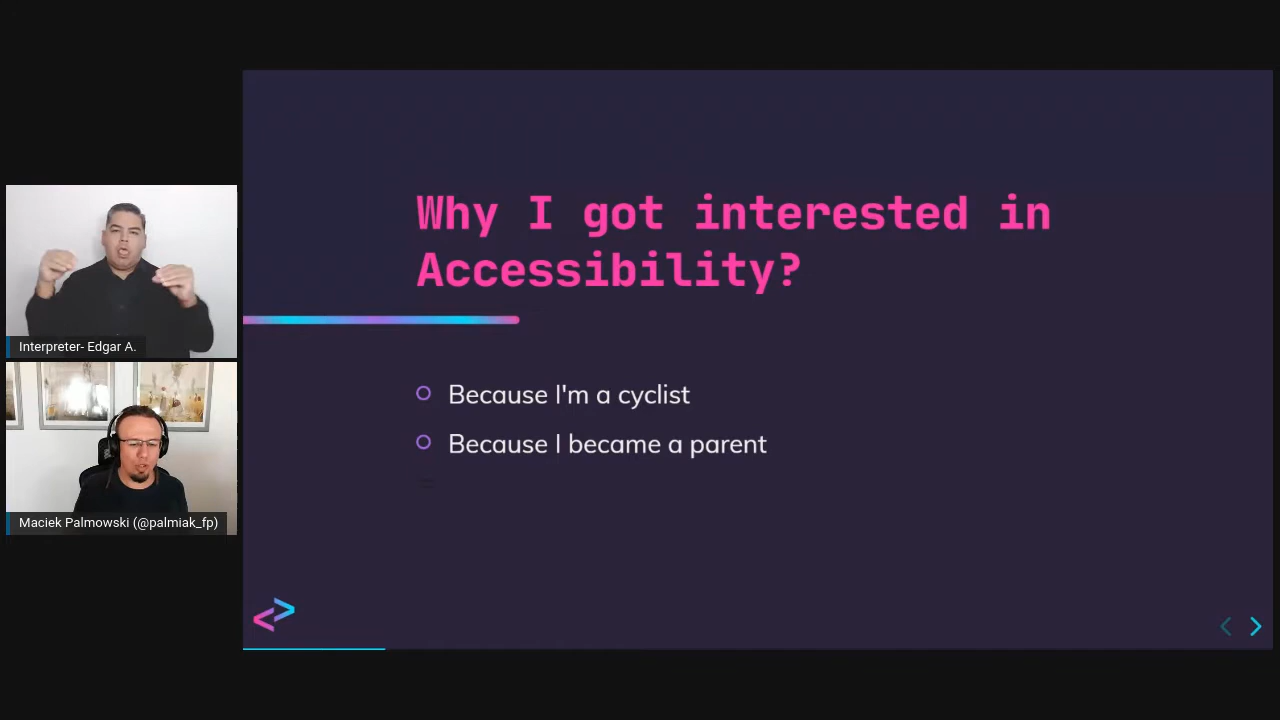 Why I got interested in
Accessibility?
Because I'm a cyclist
Because I became a parent
Interpreter- Edgar A.
Maciek Palmowski (@palmiak_fp)